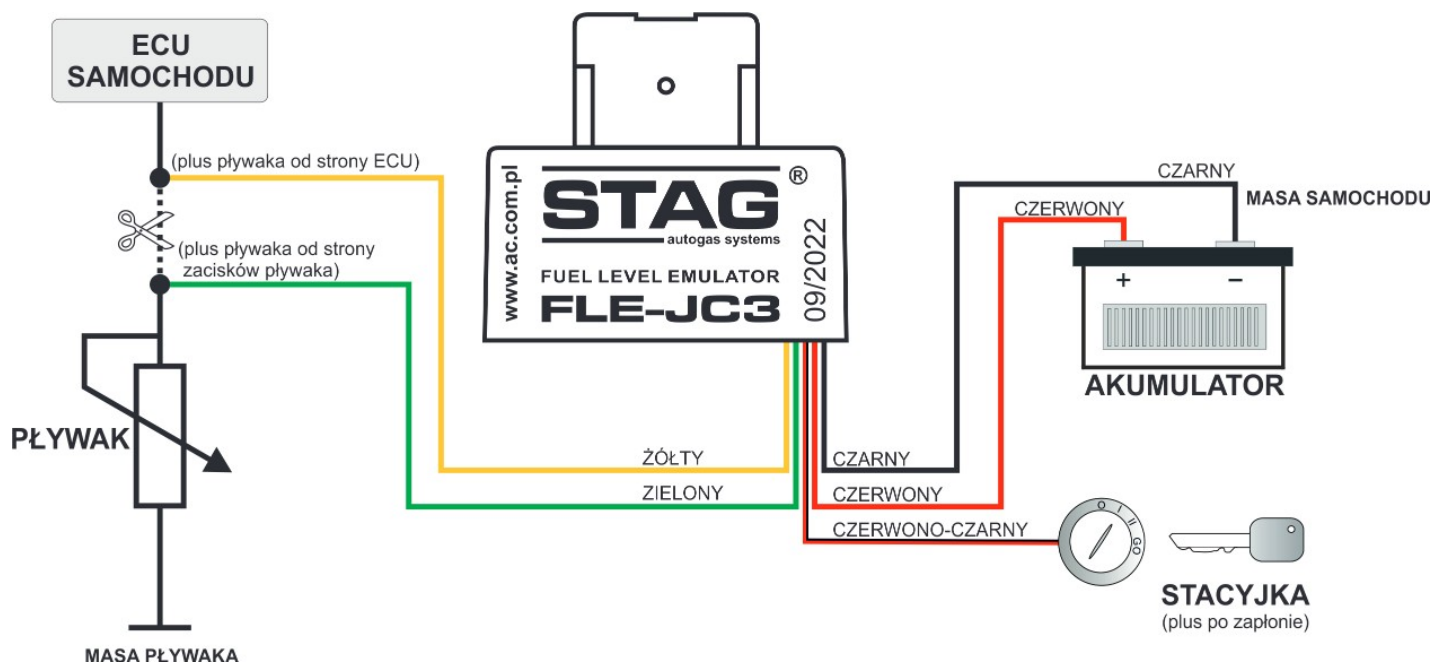 ECU
SAMOCHODU
(plus pływaka od strony ECU)
(plus pływaka od strony
zacisków pływaka)
PŁYWAK
MASA PŁYWAKA
www.ac.com.pl
STAG®
autogas systems
FUEL LEVEL EMULATOR
FLE-JC3
09/2022
ŻÓŁTY
ZIELONY
CZARNY
CZERWONY
CZERWONO-CZARNY
CZARNY
MASA SAMOCHODU
CZERWONY
+ −
AKUMULATOR
O I II GO
STACYJKA
(plus po zapłonie)